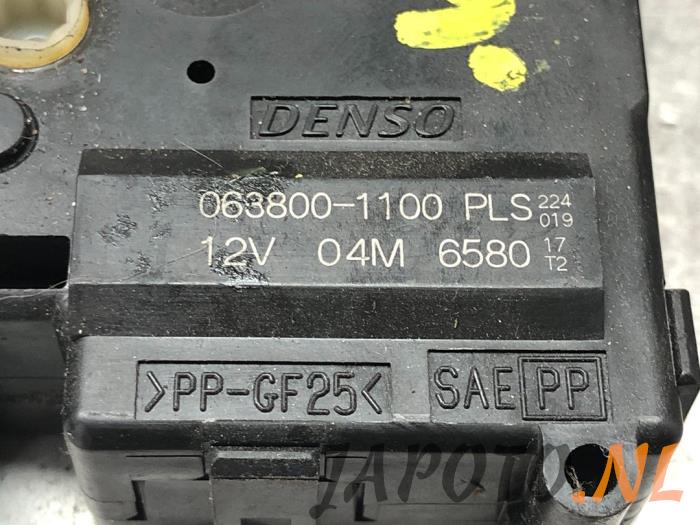 DENSO
063800-1100 PLS 224 019
12V 04M 6580 17 T2
>PP-GF25< SAE PP
JAPOTO.NL